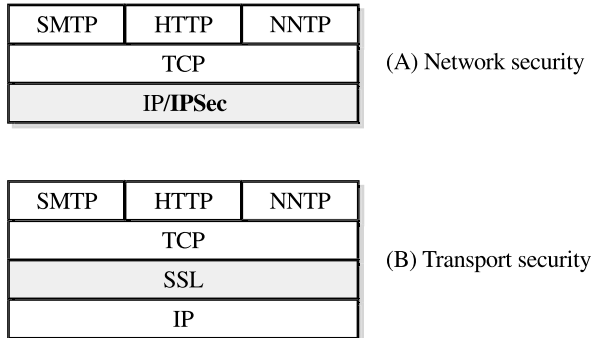 SMTP HTTP NNTP
TCP
(A) Network security
IP/IPSec
SMTP HTTP NNTP
TCP
(B) Transport security
SSL
IP